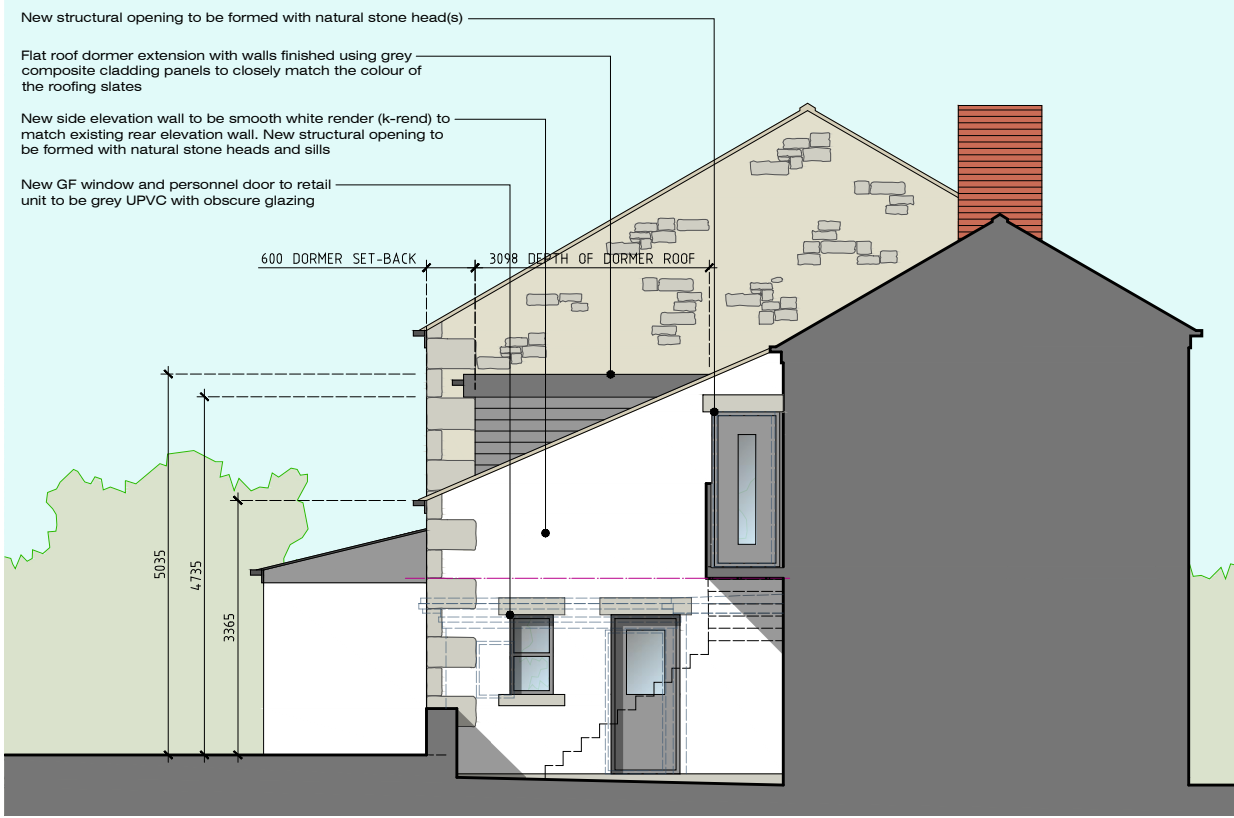 New structural opening to be formed with natural stone head(s)
Flat roof dormer extension with walls finished using grey
composite cladding panels to closely match the colour of
the roofing slates
New side elevation wall to be smooth white render (k-rend) to
match existing rear elevation wall. New structural opening to
be formed with natural stone heads and sills
New GF window and personnel door to retail
unit to be grey UPVC with obscure glazing
600 DORMER SET-BACK
3098 DEPTH OF DORMER ROOF
5035
4735
3365